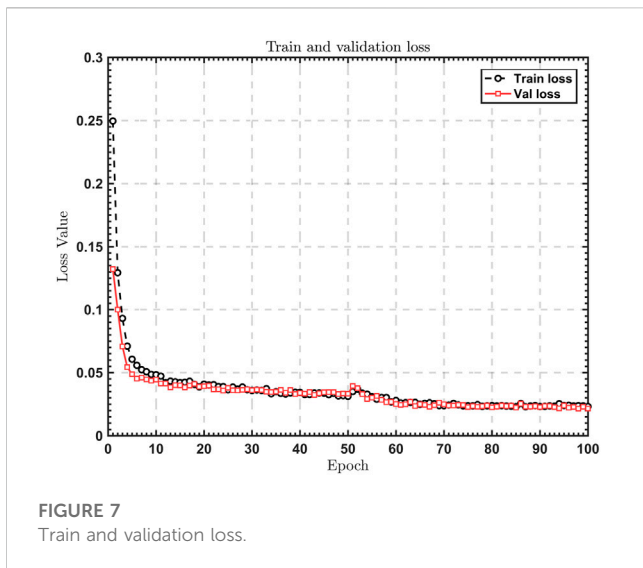 Train and validation loss
0.3
0.25
0.2
0.15
0.1
0.05
0
Loss Value
Train loss
Val loss
0 10 20 30 40 50 60 70 80 90 100
Epoch
FIGURE 7
Train and validation loss.